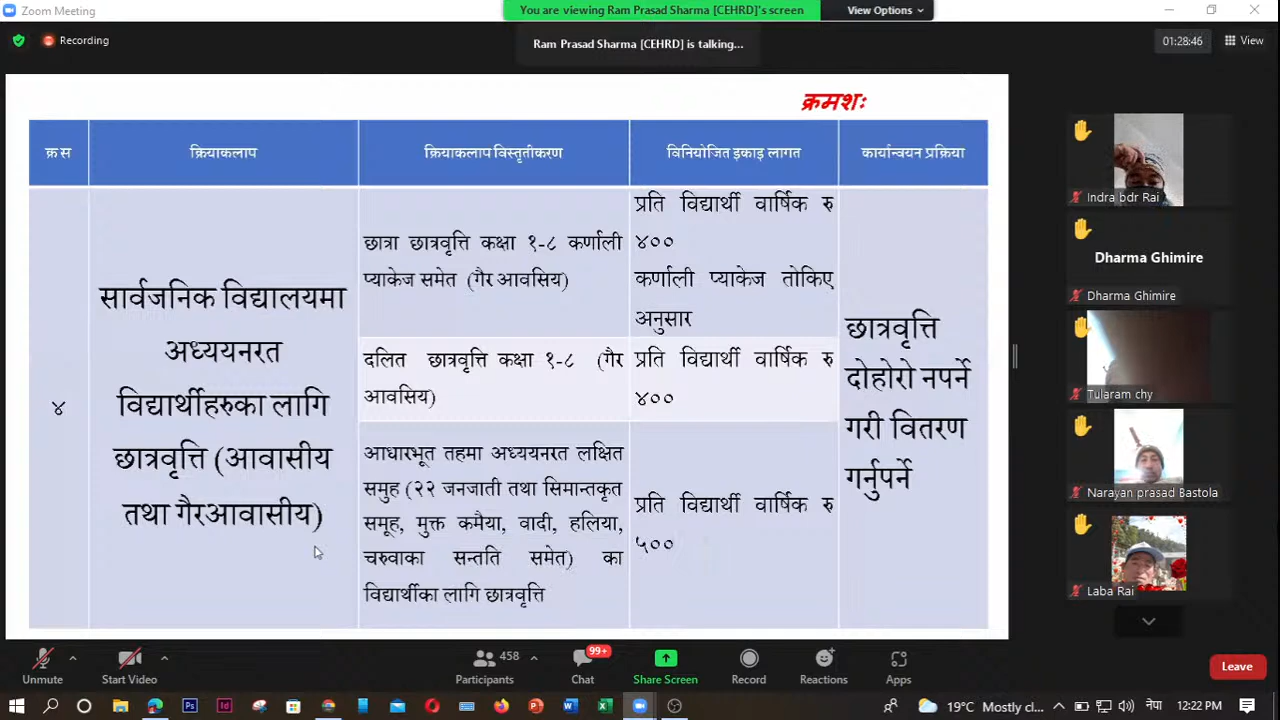 Zoom Meeting
You are viewing Ram Prasad Sharma [CEHRD]'s screen
View Options
Recording
Ram Prasad Sharma [CEHRD] is talking...
01:28:46
View
क्रमशः
क्र स
क्रियाकलाप
क्रियाकलाप विस्तृतीकरण
विनियोजित इकाइ लागत
कार्यान्वयन प्रक्रिया
४
सार्वजनिक विद्यालयमा
अध्ययनरत
विद्यार्थीहरुका लागि
छात्रवृत्ति (आवासीय
तथा गैरआवासीय)
छात्रा छात्रवृत्ति कक्षा १-८ कर्णाली
प्याकेज समेत (गैर आवसिय)
प्रति विद्यार्थी वार्षिक रु
४००
कर्णाली प्याकेज तोकिए
अनुसार
दलित छात्रवृत्ति कक्षा १-८ (गैर
आवसिय)
प्रति विद्यार्थी वार्षिक रु
४००
आधारभूत तहमा अध्ययनरत लक्षित
समुह (२२ जनजाती तथा सिमान्तकृत
समूह, मुक्त कमैया, वादी, हलिया,
चरुवाका सन्तति समेत) का
विद्यार्थीका लागि छात्रवृत्ति
प्रति विद्यार्थी वार्षिक रु
५००
छात्रवृत्ति
दोहोरो नपर्ने
गरी वितरण
गर्नुपर्ने
Indra bdr Rai
Dharma Ghimire
Dharma Ghimire
Tularam chy
Narayan prasad Bastola
Laba Rai
Unmute
Start Video
458
Participants
99+
Chat
Share Screen
Record
Reactions
Apps
Leave
19°C Mostly cl...
नेपा
12:22 PM